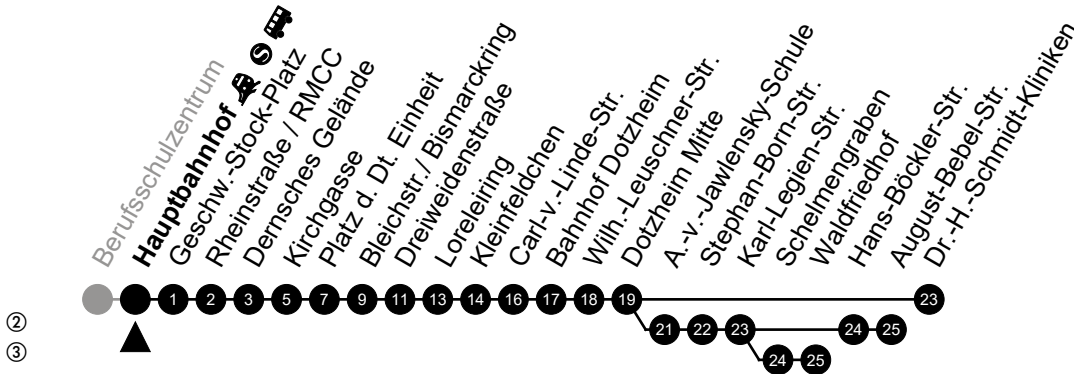 Berufsschulzentrum
Hauptbahnhof S
Geschw.-Stock-Platz
Rheinstraße / RMCC
Dernsches Gelände
Kirchgasse
Platz d. Dt. Einheit
Bleichstr / Bismarckring
Dreiweidenstraße
Loreleiring
Kleinfeldchen
Carl-v.-Linde-Str.
Bahnhof Dotzheim
Wilh.-Leuschner-Str.
Dotzheim Mitte
A.-v.-Jawlensky-Schule
Stephan-Born-Str.
Karl-Legien-Str.
Schelmengraben
Waldfriedhof
Hans-Böckler-Str.
August-Bebel-Str.
Dr.-H.-Schmidt-Kliniken
1 2 3 5 7 9 11 13 14 16 17 18 19 23
② 21 22 23 24 25
③ 24 25